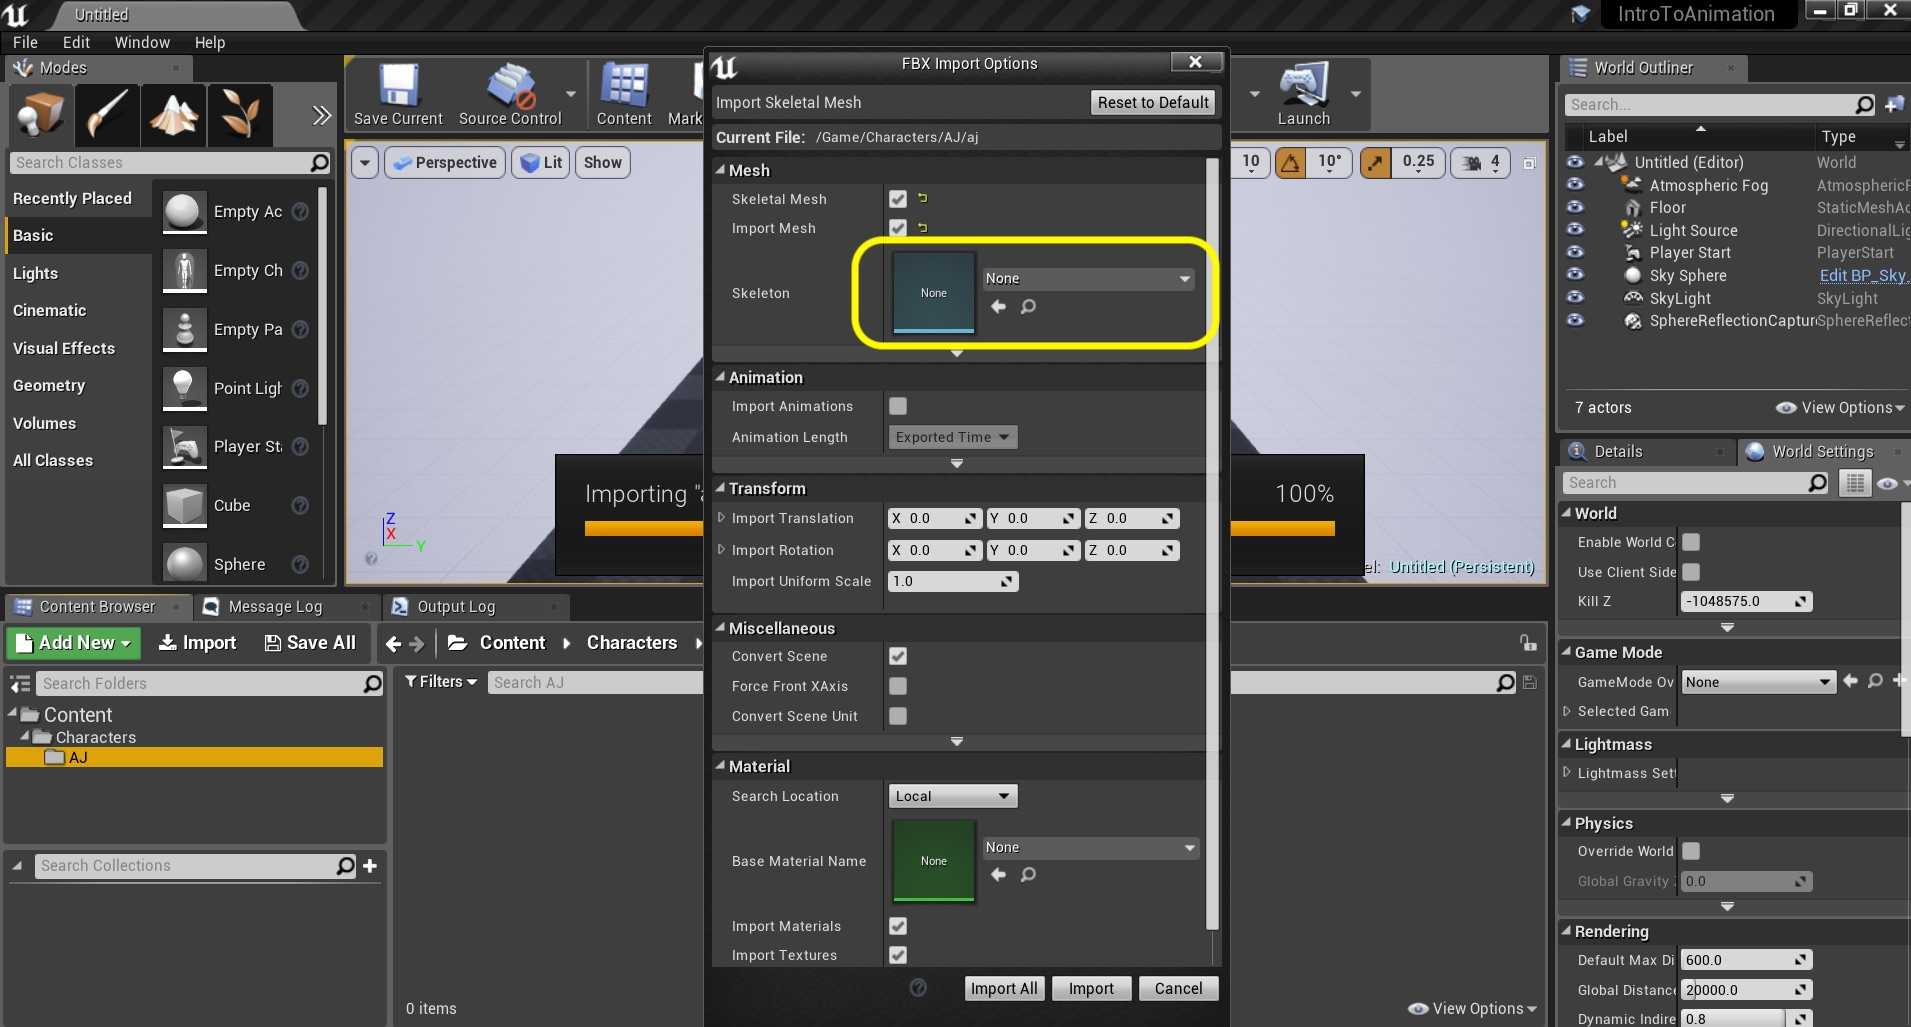 Untitled
IntroToAnimation
File Edit Window Help
Modes
Search Classes
Recently Placed
Basic
Lights
Cinematic
Visual Effects
Geometry
Volumes
All Classes
Empty Ac
Empty Ch
Empty Pa
Point Ligh
Player Sta
Cube
Sphere
Save Current
Source Control
Content
Mark
Launch
Perspective
Lit
Show
10
10°
0.25
4
Z
X
Y
Importing "a
100%
el: Untitled (Persistent)
FBX Import Options
Import Skeletal Mesh
Reset to Default
Current File: /Game/Characters/AJ/aj
Mesh
Skeletal Mesh
Import Mesh
Skeleton
None
None
Animation
Import Animations
Animation Length
Exported Time
Transform
Import Translation X 0.0 Y 0.0 Z 0.0
Import Rotation X 0.0 Y 0.0 Z 0.0
Import Uniform Scale 1.0
Miscellaneous
Convert Scene
Force Front XAxis
Convert Scene Unit
Material
Search Location Local
Base Material Name
None
None
Import Materials
Import Textures
Import All
Import
Cancel
World Outliner
Search...
Label Type
Untitled (Editor) World
Atmospheric Fog AtmosphericF
Floor StaticMeshAc
Light Source DirectionalLig
Player Start PlayerStart
Sky Sphere Edit BP_Sky_
SkyLight SkyLight
SphereReflectionCapture SphereReflect
7 actors
View Options
Details
World Settings
Search
World
Enable World C
Use Client Side
Kill Z -1048575.0
Game Mode
GameMode Ov None
Selected Gam
Lightmass
Lightmass Set
Physics
Override World
Global Gravity Z 0.0
Rendering
Default Max Di 600.0
Global Distance 20000.0
Dynamic Indire 0.8
Content Browser
Message Log
Output Log
Add New
Import
Save All
Content
Characters
Search Folders
Filters
Search AJ
Content
Characters
AJ
Search Collections
0 items
View Options